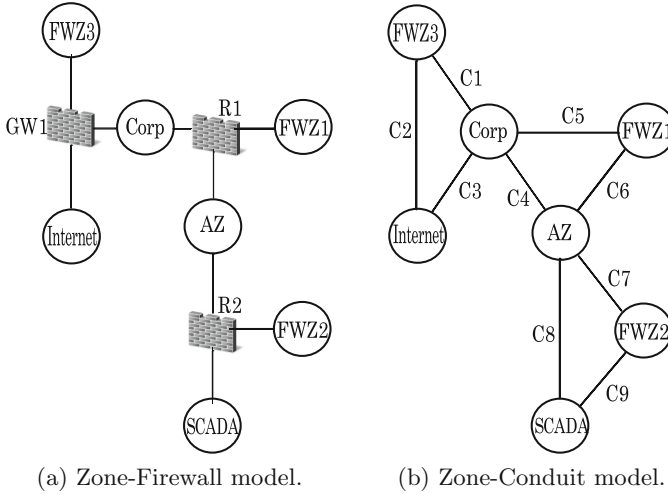 FWZ3
GW1
Corp
R1
FWZ1
Internet
AZ
R2
FWZ2
SCADA
(a) Zone-Firewall model.
FWZ3
C1
C2
Corp
C5
FWZ1
C3
C4
C6
Internet
AZ
C7
C8
FWZ2
C9
SCADA
(b) Zone-Conduit model.